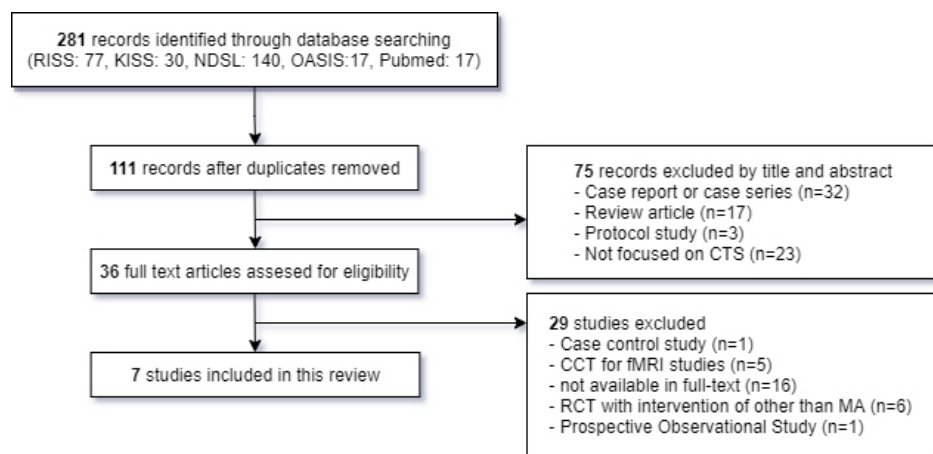 281 records identified through database searching
(RISS: 77, KISS: 30, NDSL: 140, OASIS:17, Pubmed: 17)
111 records after duplicates removed
75 records excluded by title and abstract
- Case report or case series (n=32)
- Review article (n=17)
- Protocol study (n=3)
- Not focused on CTS (n=23)
36 full text articles assesed for eligibility
29 studies excluded
- Case control study (n=1)
- CCT for fMRI studies (n=5)
- not available in full-text (n=16)
- RCT with intervention of other than MA (n=6)
- Prospective Observational Study (n=1)
7 studies included in this review